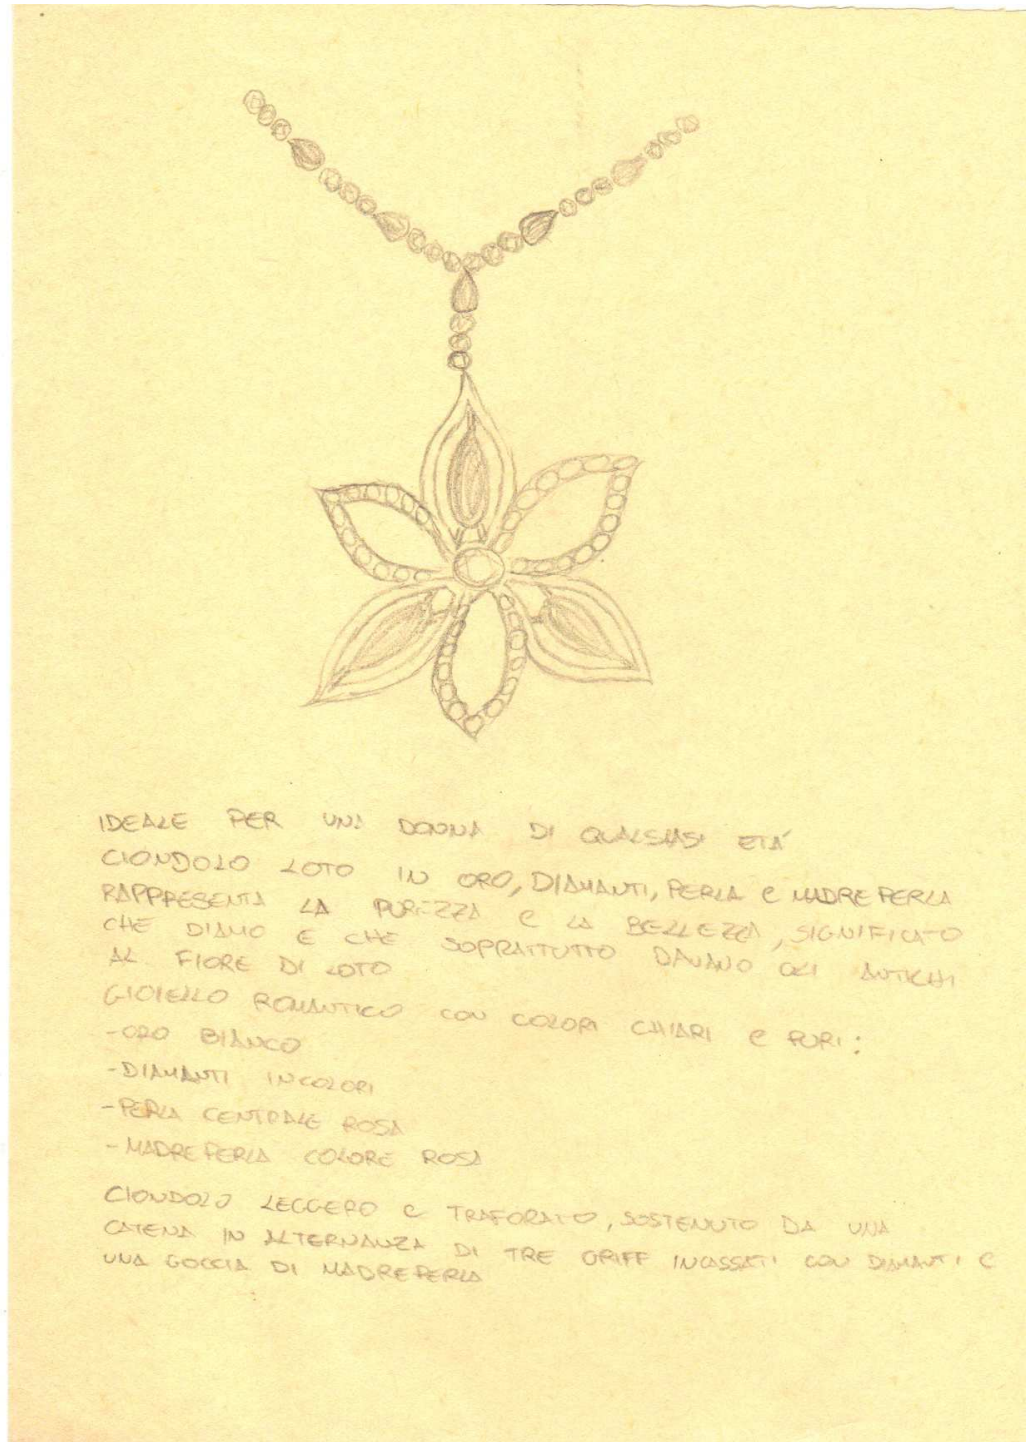 IDEALE PER UNA DONNA DI QUALSIASI ETÁ
CIONDOLO LOTO IN ORO, DIAMANTI, PERLA E MADREPERLA
RAPPRESENTA LA PUREZZA E LA BELLEZZA, SIGNIFICATO
CHE DIAMO E CHE SOPRATTUTTO DAVANO GLI ANTICHI
AL FIORE DI LOTO
GIOIELLO ROMANTICO CON COLORI CHIARI E PURI:
-ORO BIANCO
-DIAMANTI INCOLORI
-PERLA CENTRALE ROSA
-MADREPERLA COLORE ROSA
CIONDOLO LEGGERO E TRAFORATO, SOSTENUTO DA UNA
CATENA IN ALTERNANZA DI TRE GRIFF INCASSATI CON DIAMANTI E
UNA GOCCIA DI MADREPERLA